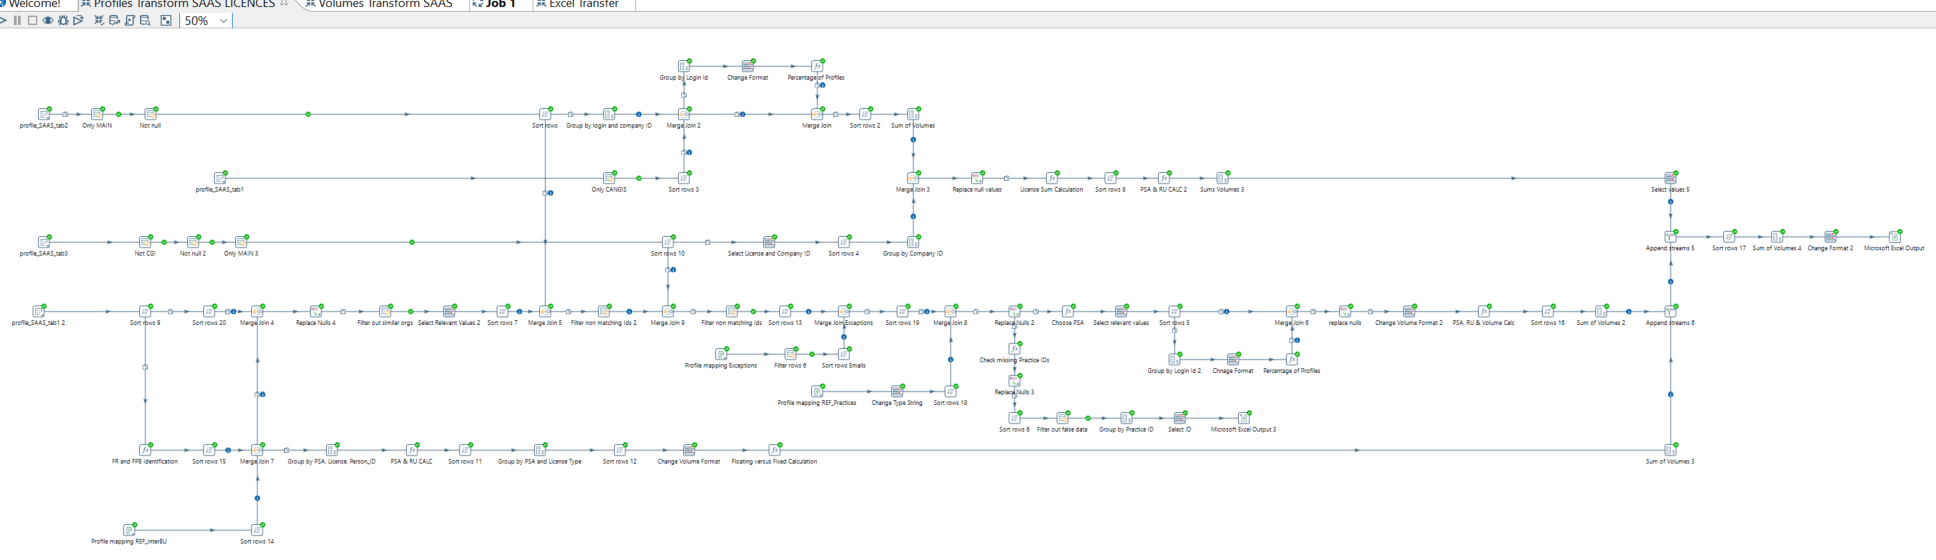 Welcome!
Profiles Transform SAAS LICENCES
Volumes Transform SAAS
Job 1
Excel Transfer
50%
Group by Login Id
Change Format
Percentage of Profiles
profile_SAAS_tab2
Only MAIN
Not null
Sort rows
Group by login and company ID
Merge Join 2
Merge Join
Sort rows 2
Sum of Volumes
profile_SAAS_tab1
Only CANGIS
Sort rows 3
Merge Join 3
Replace null values
License Sum Calculation
Sort rows 8
PSA & RU CALC 2
Sums Volumes 3
Select values 5
profile_SAAS_tab3
Not CGI
Not null 2
Only MAIN 3
Sort rows 10
Select License and Company ID
Sort rows 4
Group by Company ID
Append streams 5
Sort rows 17
Sum of Volumes 4
Change Format 2
Microsoft Excel Output
profile_SAAS_tab1 2
Sort rows 9
Sort rows 20
Merge Join 4
Replace Nulls 4
Filter out similar orgs
Select Relevant Values 2
Sort rows 7
Merge Join 5
Filter non matching Ids 2
Merge Join 9
Filter non matching Ids
Sort rows 13
Merge Join Exceptions
Sort rows 19
Merge Join 8
Replace Nulls 2
Choose PSA
Select relevant values
Sort rows 5
Merge Join 6
replace nulls
Change Volume Format 2
PSA. RU & Volume Calc
Sort rows 16
Sum of Volumes 2
Append streams 6
Profile mapping Exceptions
Filter rows 6
Sort rows Emails
Check missing Practice IDs
Group by Login Id 2
Chnage Format
Percentage of Profiles
Profile mapping REF_Practices
Change Type String
Sort rows 18
Replace Nulls 3
Sort rows 6
Filter out false data
Group by Practice ID
Select ID
Microsoft Excel Output 3
FR and FPB Identification
Sort rows 15
Merge Join 7
Group by PSA. License. Person_ID
PSA & RU CALC
Sort rows 11
Group by PSA and License Type
Sort rows 12
Change Volume Format
Floating versus Fixed Calculation
Sum of Volumes 3
Profile mapping REF_InterBU
Sort rows 14